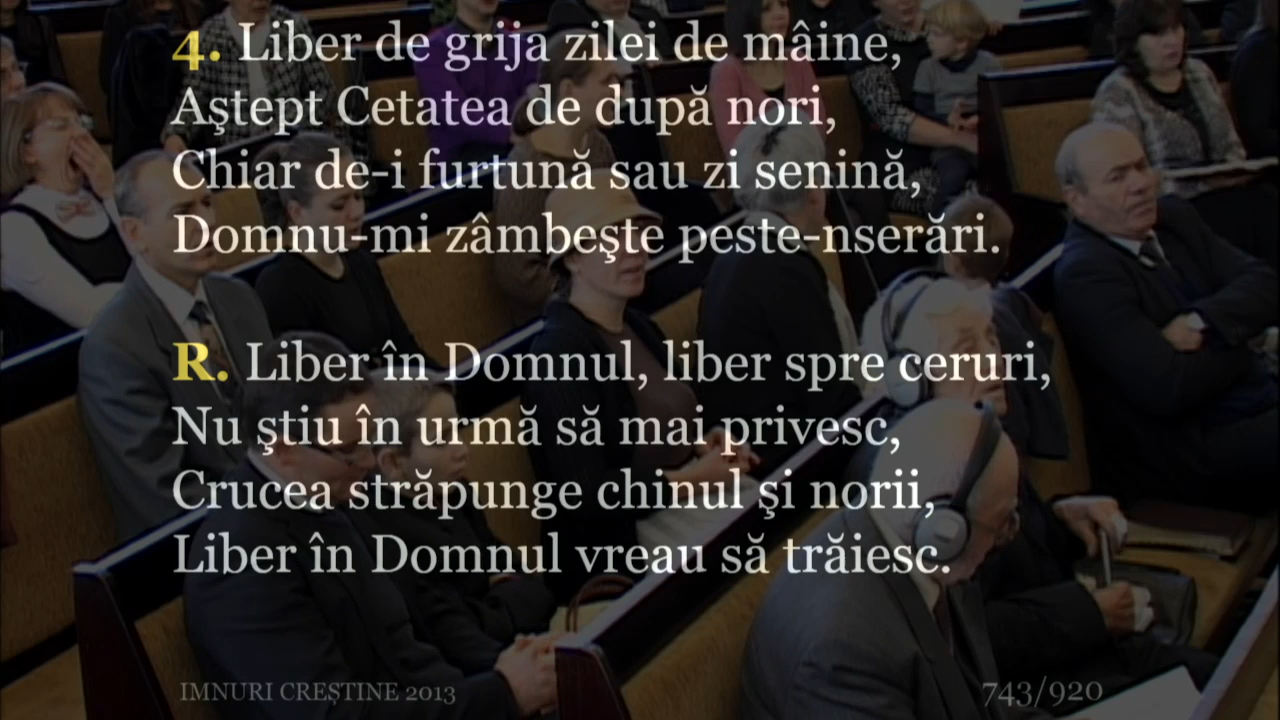 4. Liber de grija zilei de mâine,
Aştept Cetatea de după nori,
Chiar de-i furtună sau zi senină,
Domnu-mi zâmbeşte peste-nserări.
R. Liber în Domnul, liber spre ceruri,
Nu ştiu în urmă să mai privesc,
Crucea străpunge chinul şi norii,
Liber în Domnul vreau să trăiesc.
IMNURI CREȘTINE 2013 743/920